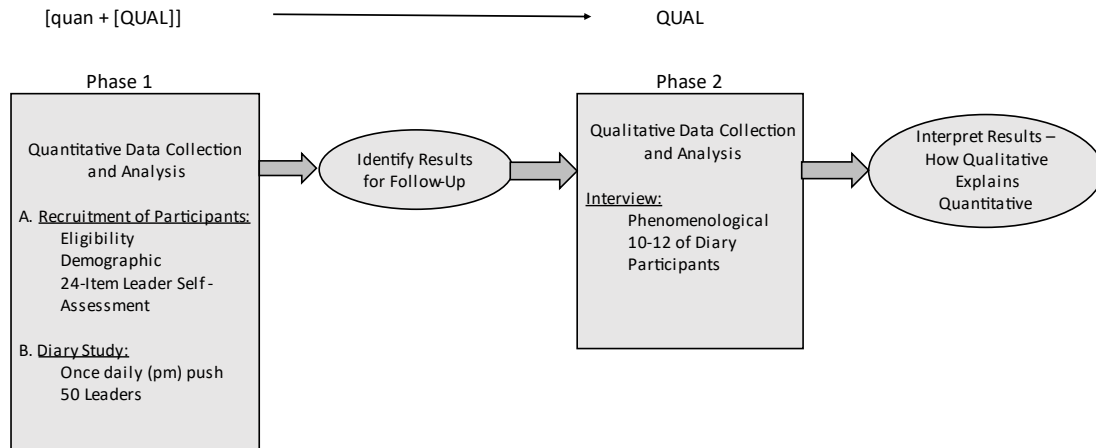 [quan + [QUAL]]
QUAL
Phase 1
Quantitative Data Collection
and Analysis
A. Recruitment of Participants:
Eligibility
Demographic
24-Item Leader Self-
Assessment
B. Diary Study:
Once daily (pm) push
50 Leaders
Identify Results
for Follow-Up
Phase 2
Qualitative Data Collection
and Analysis
Interview:
Phenomenological
10-12 of Diary
Participants
Interpret Results –
How Qualitative
Explains
Quantitative